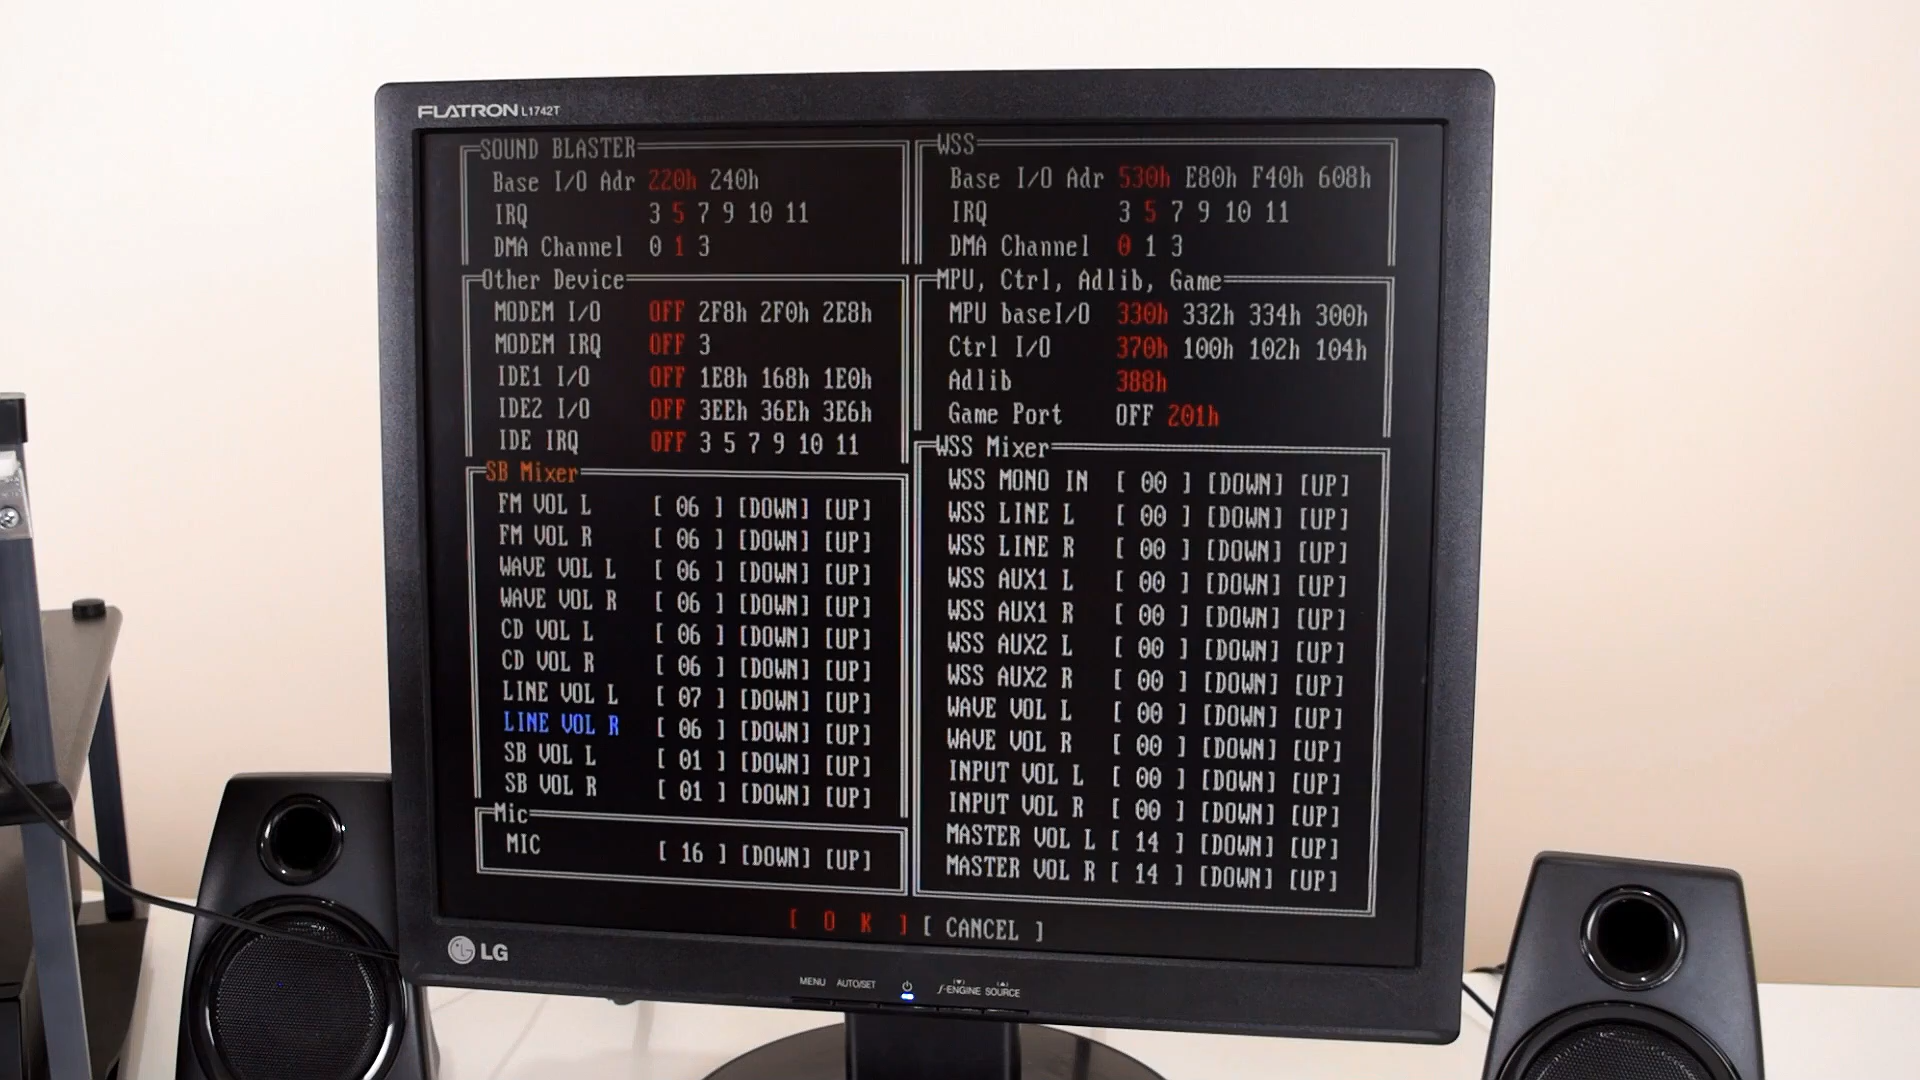 FLATRON L1742T
SOUND BLASTER
Base I/O Adr 220h 240h
IRQ 3 5 7 9 10 11
DMA Channel 0 1 3
Other Device
MODEM I/O OFF 2F8h 2F0h 2E8h
MODEM IRQ OFF 3
IDE1 I/O OFF 1E8h 168h 1E0h
IDE2 I/O OFF 3EEh 36Eh 3E6h
IDE IRQ OFF 3 5 7 9 10 11
SB Mixer
FM VOL L [ 06 ] [DOWN] [UP]
FM VOL R [ 06 ] [DOWN] [UP]
WAVE VOL L [ 06 ] [DOWN] [UP]
WAVE VOL R [ 06 ] [DOWN] [UP]
CD VOL L [ 06 ] [DOWN] [UP]
CD VOL R [ 06 ] [DOWN] [UP]
LINE VOL L [ 07 ] [DOWN] [UP]
LINE VOL R [ 06 ] [DOWN] [UP]
SB VOL L [ 01 ] [DOWN] [UP]
SB VOL R [ 01 ] [DOWN] [UP]
Mic
MIC [ 16 ] [DOWN] [UP]
WSS
Base I/O Adr 530h E80h F40h 608h
IRQ 3 5 7 9 10 11
DMA Channel 0 1 3
MPU, Ctrl, Adlib, Game
MPU baseI/O 330h 332h 334h 300h
Ctrl I/O 370h 100h 102h 104h
Adlib 388h
Game Port OFF 201h
WSS Mixer
WSS MONO IN [ 00 ] [DOWN] [UP]
WSS LINE L [ 00 ] [DOWN] [UP]
WSS LINE R [ 00 ] [DOWN] [UP]
WSS AUX1 L [ 00 ] [DOWN] [UP]
WSS AUX1 R [ 00 ] [DOWN] [UP]
WSS AUX2 L [ 00 ] [DOWN] [UP]
WSS AUX2 R [ 00 ] [DOWN] [UP]
WAVE VOL L [ 00 ] [DOWN] [UP]
WAVE VOL R [ 00 ] [DOWN] [UP]
INPUT VOL L [ 00 ] [DOWN] [UP]
INPUT VOL R [ 00 ] [DOWN] [UP]
MASTER VOL L [ 14 ] [DOWN] [UP]
MASTER VOL R [ 14 ] [DOWN] [UP]
[ O K ] [ CANCEL ]
LG
MENU AUTO/SET f-ENGINE SOURCE